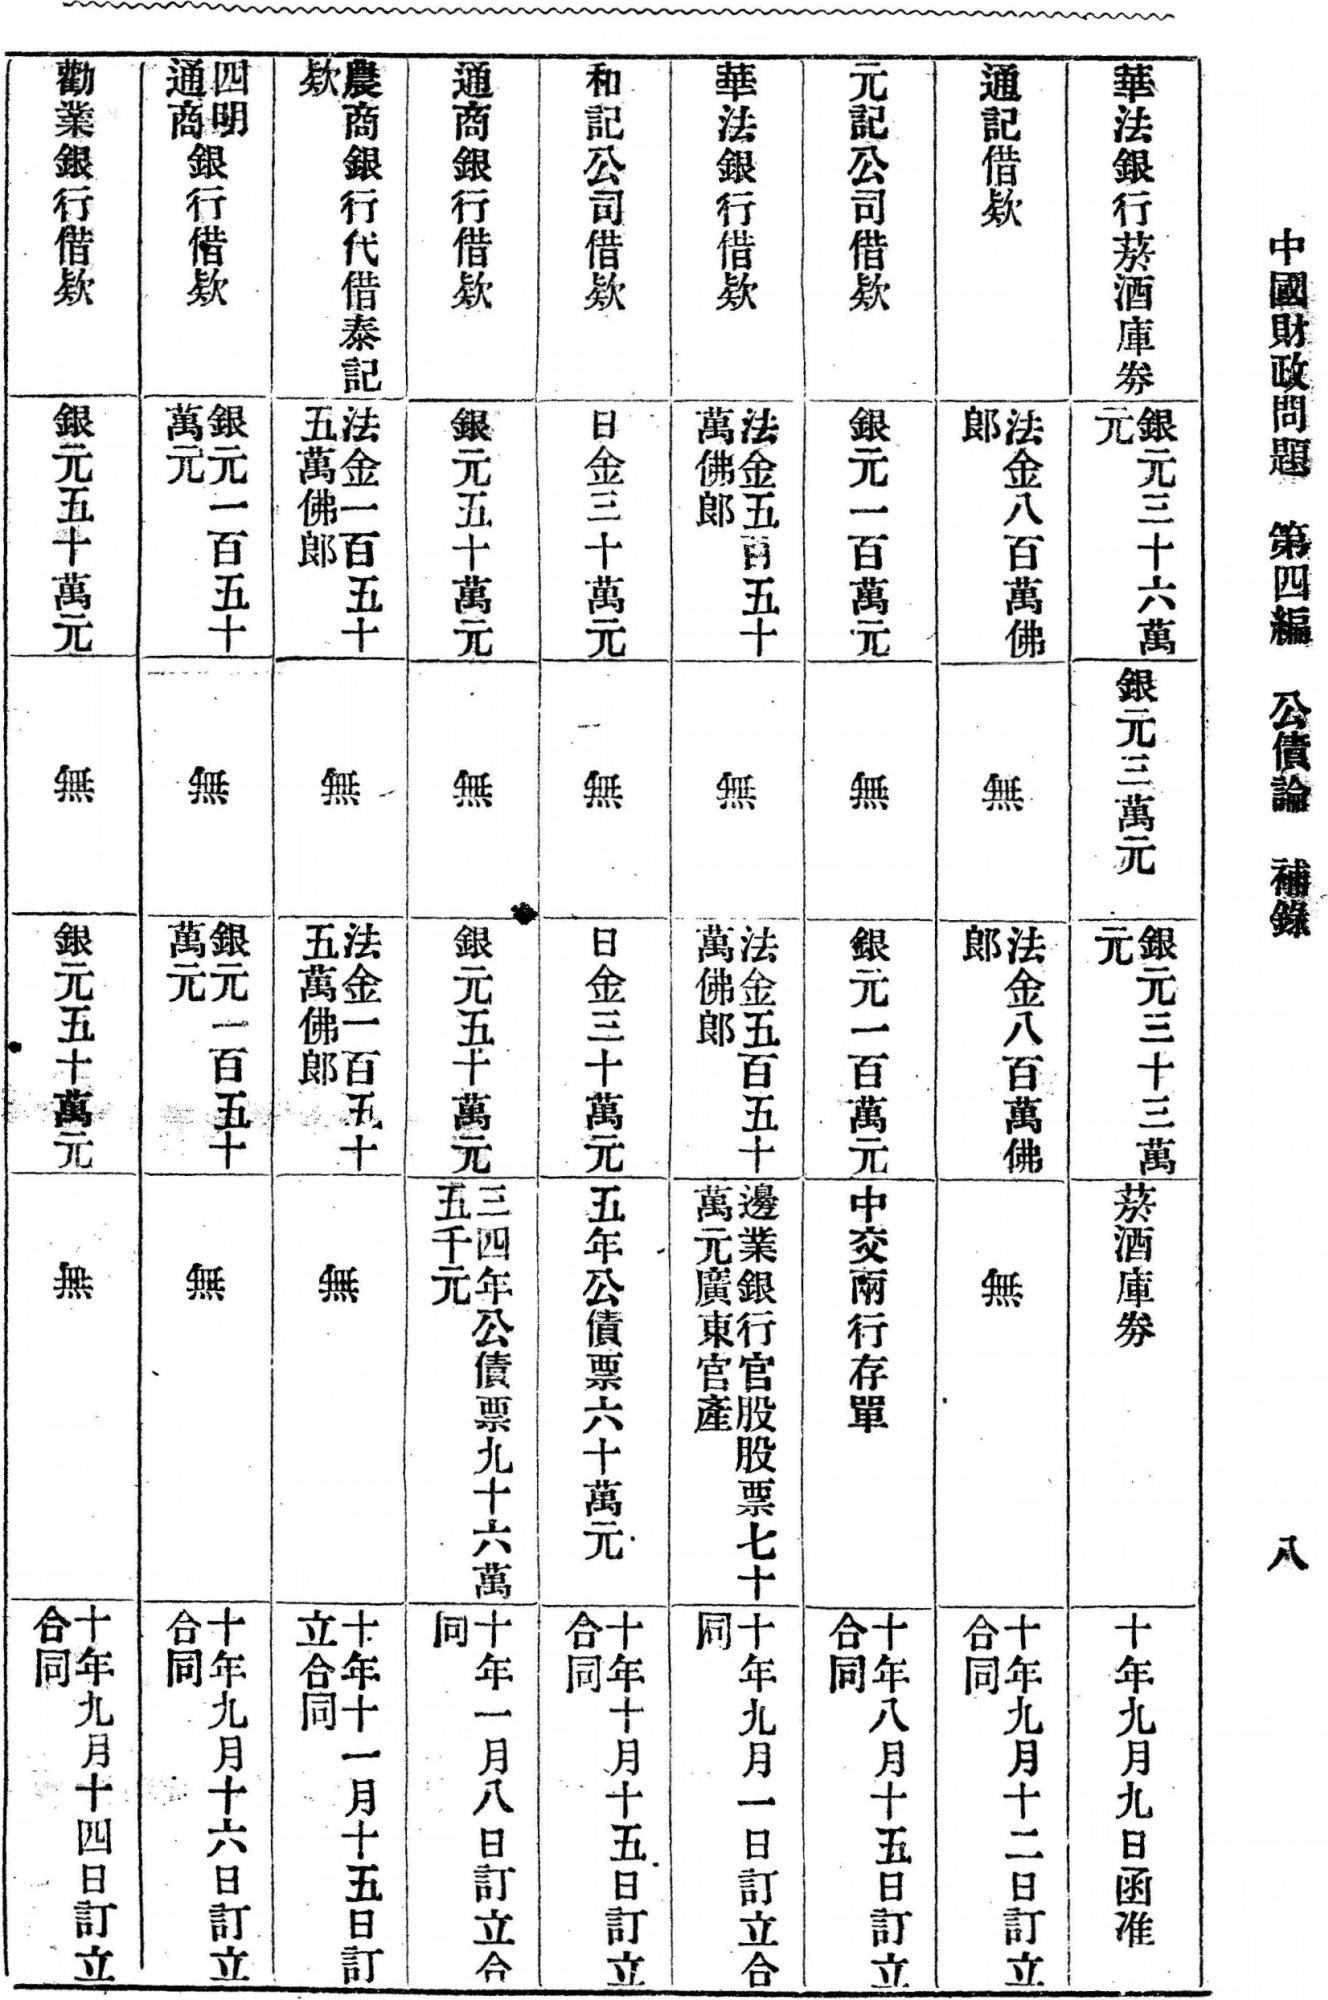 中國財政問題　第四編　公債論　補錄
八
華法銀行菸酒庫券
銀元三十六萬
元
銀元三萬元
銀元三十三萬
元
菸酒庫券
十年九月九日函准
通記借欵
法金八百萬佛
郎
無
法金八百萬佛
郎
無
十年九月十二日訂立
合同
元記公司借欵
銀元一百萬元
無
銀元一百萬元
中交兩行存單
十年八月十五日訂立
合同
華法銀行借欵
法金五百五十
萬佛郎
無
法金五百五十
萬佛郎
邊業銀行官股股票七十
萬元廣東官產
十年九月一日訂立合
同
和記公司借欵
日金三十萬元
無
日金三十萬元
五年公債票六十萬元
十年十月十五日訂立
合同
通商銀行借欵
銀元五十萬元
無
銀元五十萬元
三四年公債票九十六萬
五千元
十年一月八日訂立合
同
農商銀行代借泰記
欵
法金一百五十
五萬佛郎
無
法金一百五十
五萬佛郎
無
十年十一月十五日訂
立合同
四明
通商
銀行借欵
銀元一百五十
萬元
無
銀元一百五十
萬元
無
十年九月十六日訂立
合同
勸業銀行借欵
銀元五十萬元
無
銀元五十萬元
無
十年九月十四日訂立
合同